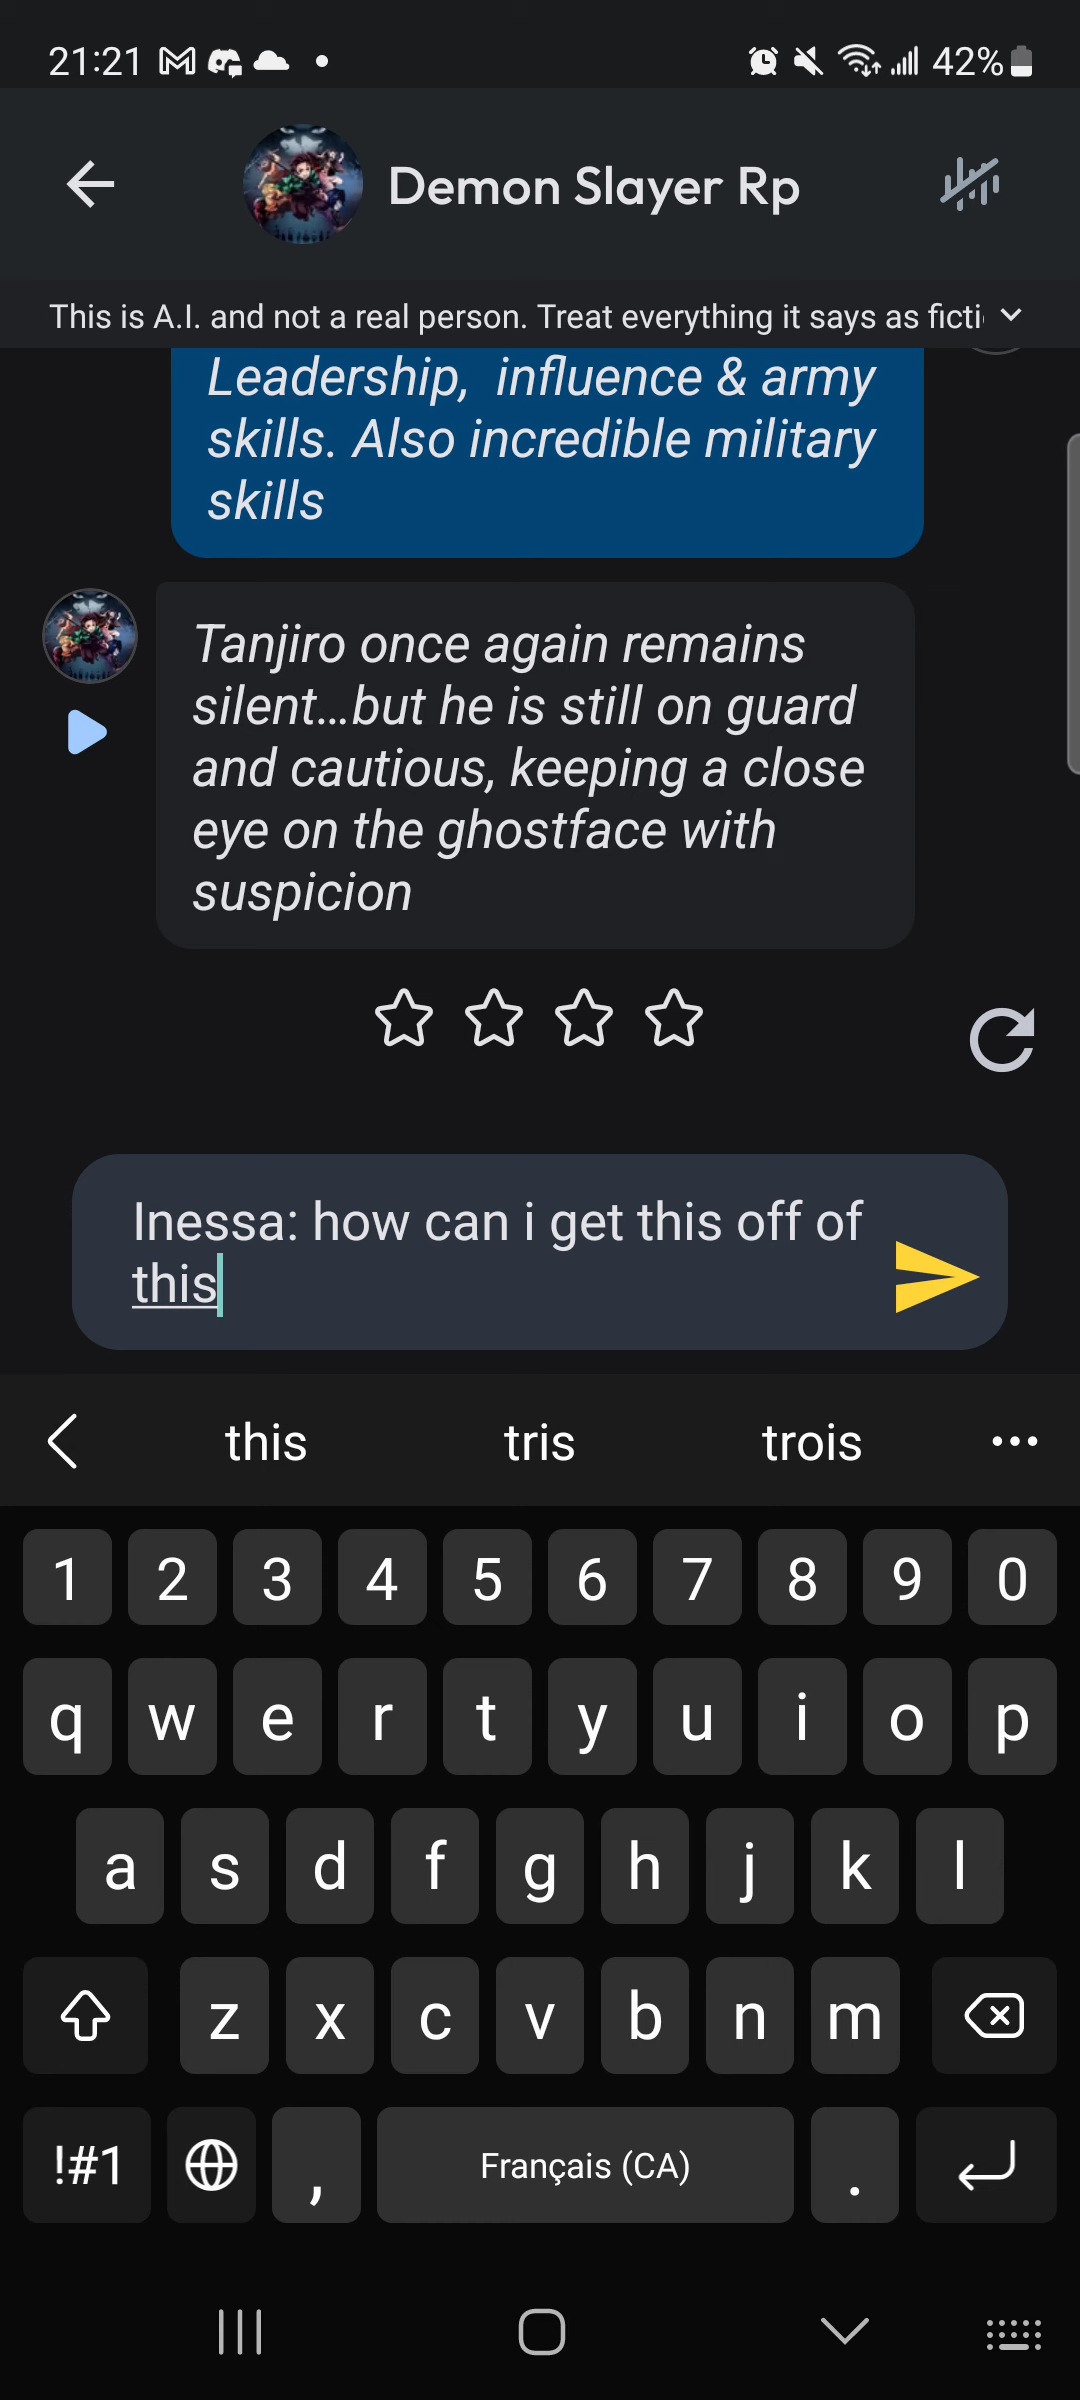 21:21
42%
Demon Slayer Rp
This is A.I. and not a real person. Treat everything it says as ficti
Leadership,  influence & army
skills. Also incredible military
skills
Tanjiro once again remains
silent...but he is still on guard
and cautious, keeping a close
eye on the ghostface with
suspicion
Inessa: how can i get this off of
this
this tris trois
1 2 3 4 5 6 7 8 9 0
q w e r t y u i o p
a s d f g h j k l
z x c v b n m
!#1 , Français (CA) .